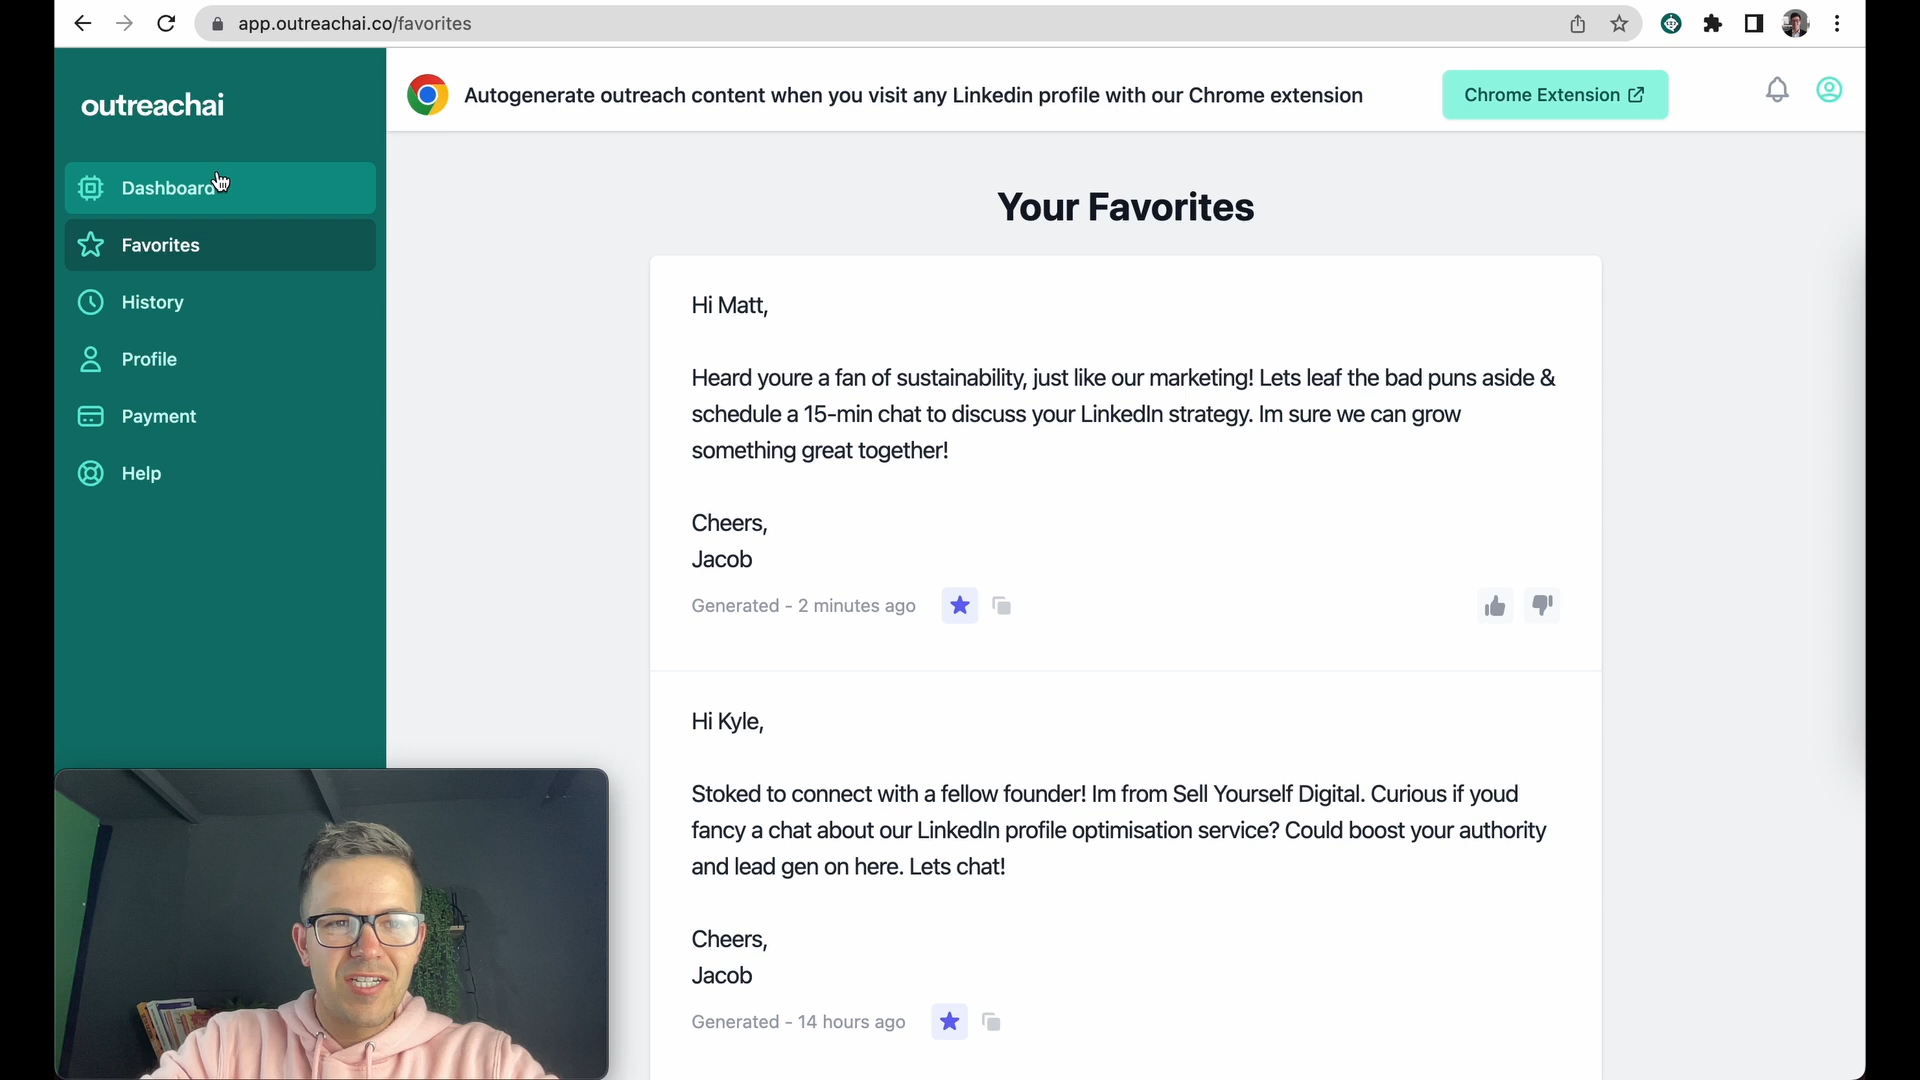 app.outreachai.co/favorites
outreachai
Autogenerate outreach content when you visit any Linkedin profile with our Chrome extension
Chrome Extension
Dashboard
Favorites
History
Profile
Payment
Help
Your Favorites
Hi Matt,
Heard youre a fan of sustainability, just like our marketing! Lets leaf the bad puns aside &
schedule a 15-min chat to discuss your LinkedIn strategy. Im sure we can grow
something great together!
Cheers,
Jacob
Generated - 2 minutes ago
Hi Kyle,
Stoked to connect with a fellow founder! Im from Sell Yourself Digital. Curious if youd
fancy a chat about our LinkedIn profile optimisation service? Could boost your authority
and lead gen on here. Lets chat!
Cheers,
Jacob
Generated - 14 hours ago